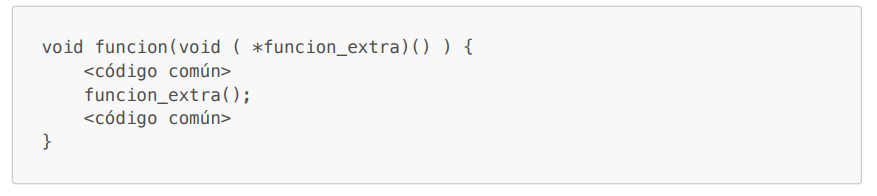 void funcion(void ( *funcion_extra)() ) {
    <código común>
    funcion_extra();
    <código común>
}